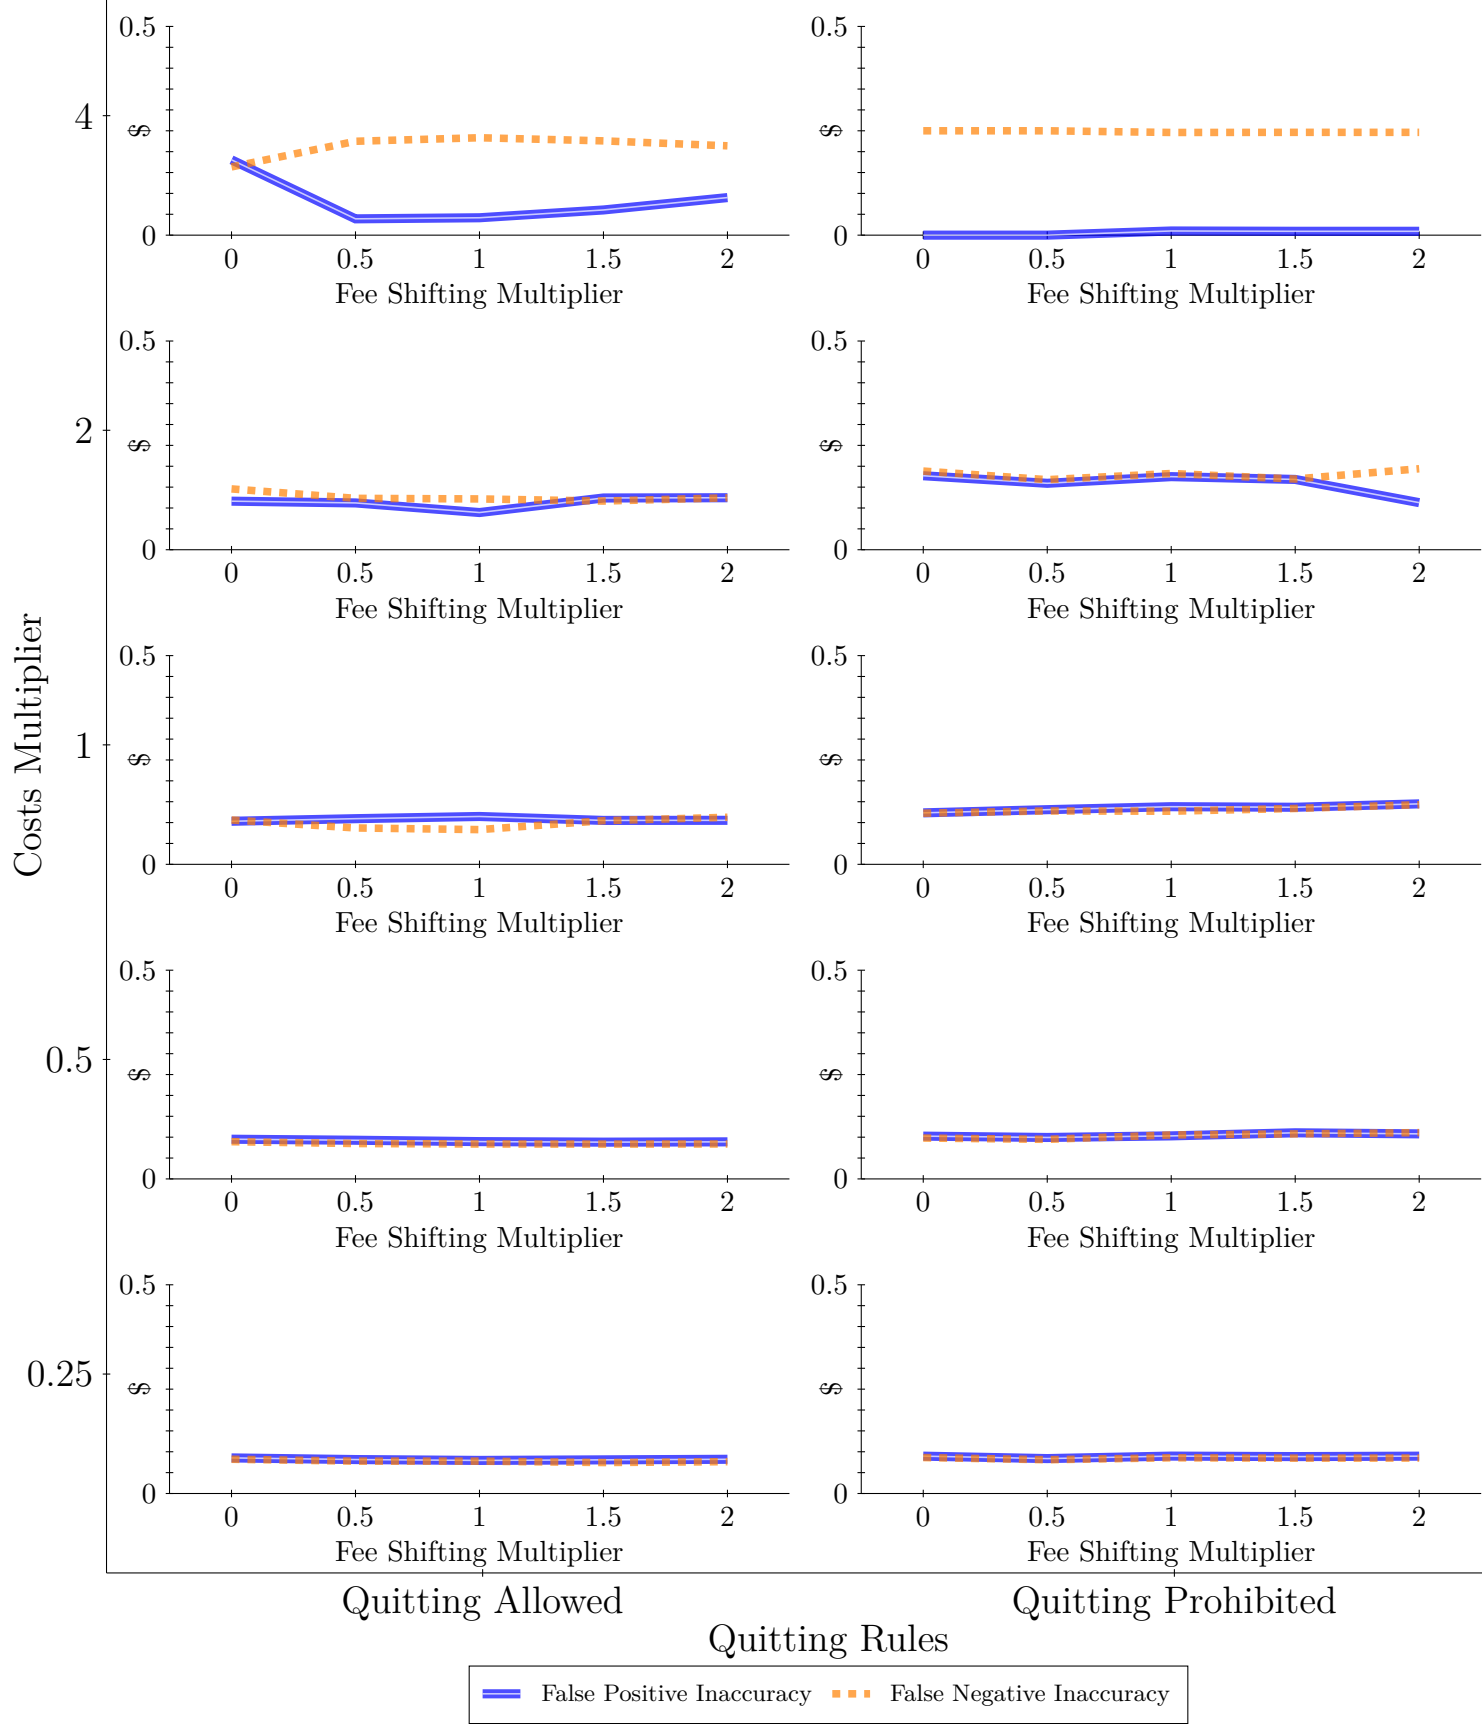 0.5
0.5
4
$
$
0
0
0 0.5 1 1.5 2
0 0.5 1 1.5 2
Fee Shifting Multiplier
Fee Shifting Multiplier
0.5
0.5
2
$
$
0
0
0 0.5 1 1.5 2
0 0.5 1 1.5 2
Fee Shifting Multiplier
Fee Shifting Multiplier
Costs Multiplier
0.5
0.5
1
$
$
0
0
0 0.5 1 1.5 2
0 0.5 1 1.5 2
Fee Shifting Multiplier
Fee Shifting Multiplier
0.5
0.5
0.5
$
$
0
0
0 0.5 1 1.5 2
0 0.5 1 1.5 2
Fee Shifting Multiplier
Fee Shifting Multiplier
0.5
0.5
0.25
$
$
0
0
0 0.5 1 1.5 2
0 0.5 1 1.5 2
Fee Shifting Multiplier
Fee Shifting Multiplier
Quitting Allowed
Quitting Prohibited
Quitting Rules
False Positive Inaccuracy
False Negative Inaccuracy